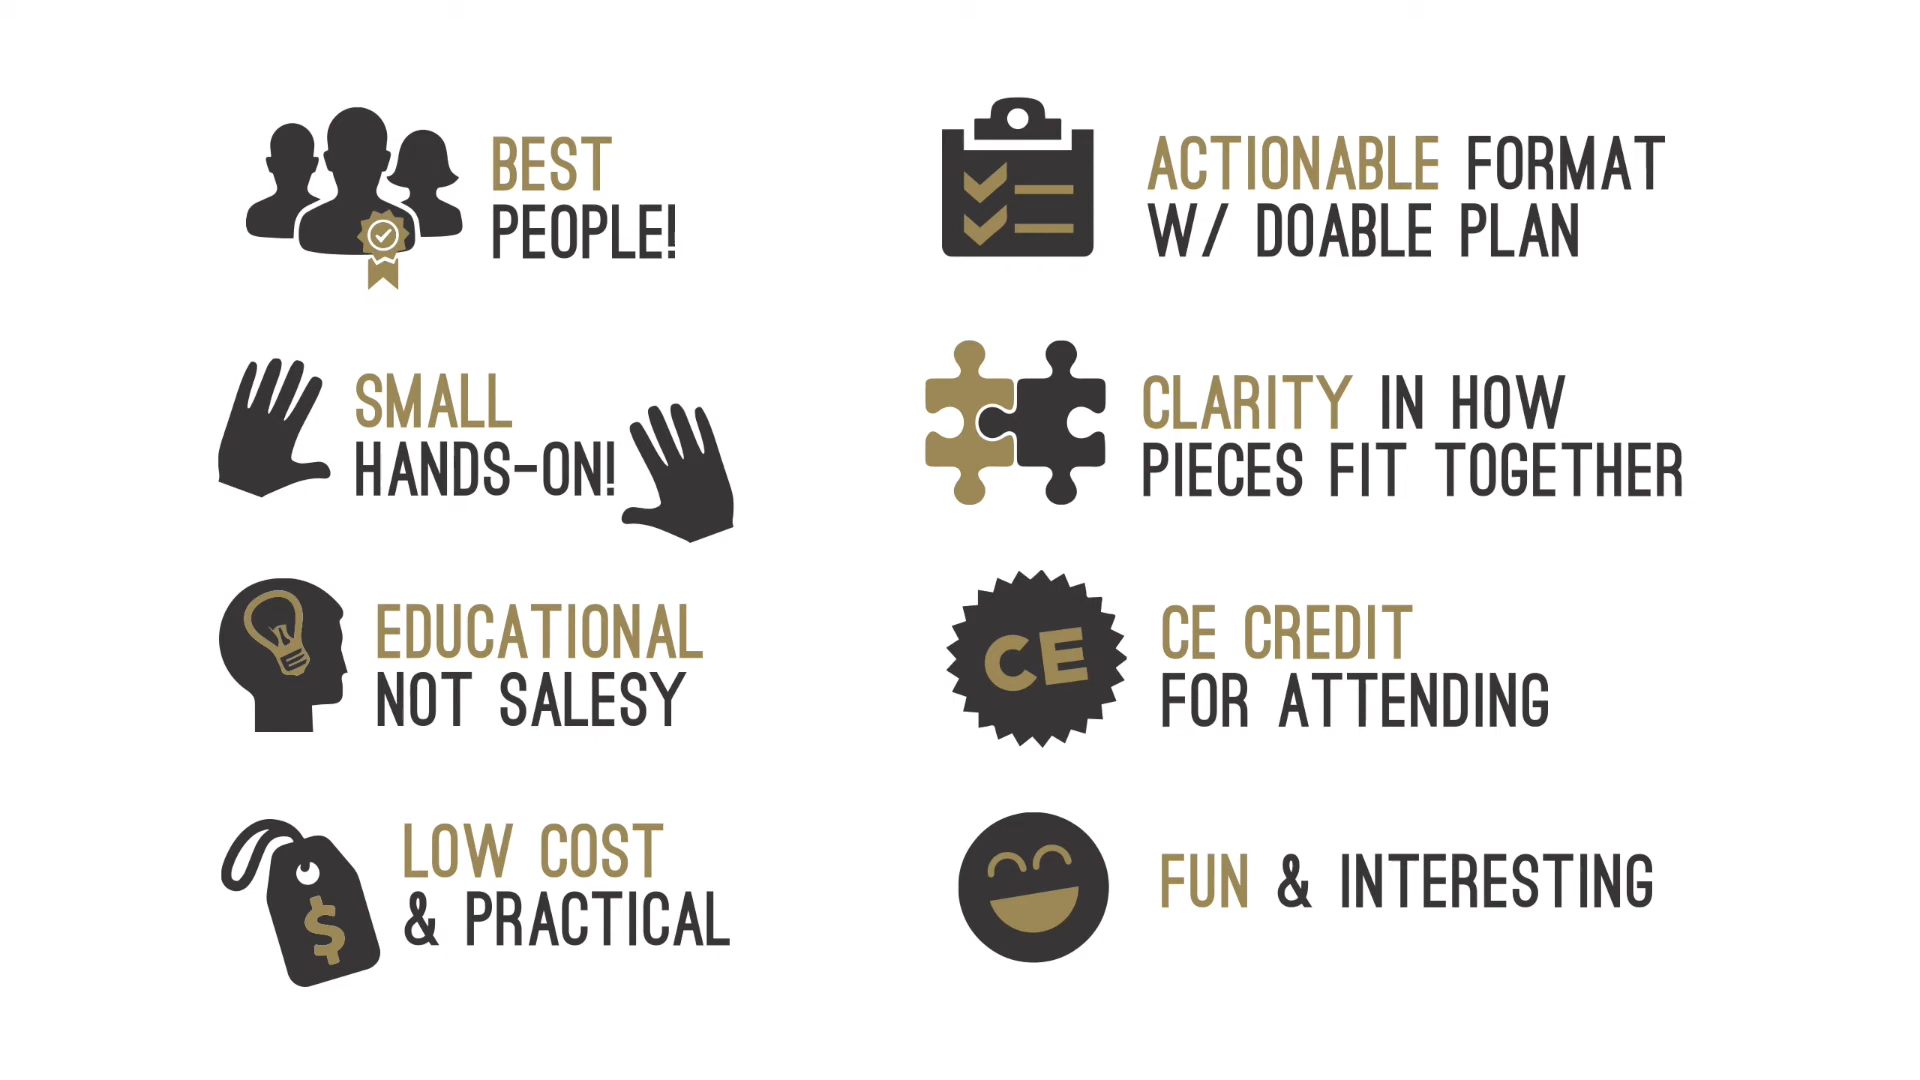 BEST
PEOPLE!
SMALL
HANDS-ON!
EDUCATIONAL
NOT SALESY
$
LOW COST
& PRACTICAL
ACTIONABLE FORMAT
W/ DOABLE PLAN
CLARITY IN HOW
PIECES FIT TOGETHER
CE
CE CREDIT
FOR ATTENDING
FUN & INTERESTING